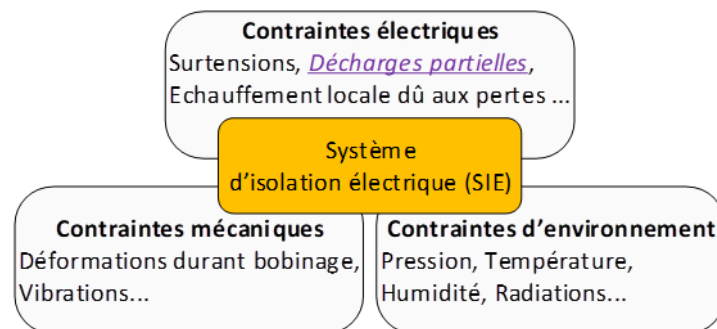 Contraintes électriques
Surtensions, Décharges partielles,
Echauffement locale dû aux pertes ...
Système
d'isolation électrique (SIE)
Contraintes mécaniques
Déformations durant bobinage,
Vibrations...
Contraintes d'environnement
Pression, Température,
Humidité, Radiations...